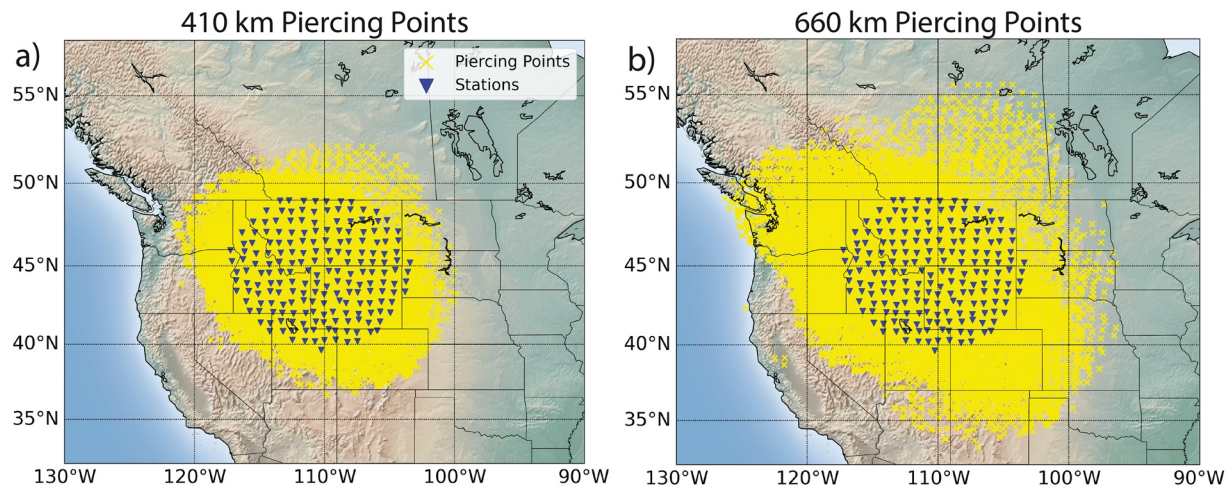 410 km Piercing Points
660 km Piercing Points
a)
b)
Piercing Points
Stations
55°N
50°N
45°N
40°N
35°N
130°W
120°W
110°W
100°W
90°W
55°N
50°N
45°N
40°N
35°N
130°W
120°W
110°W
100°W
90°W